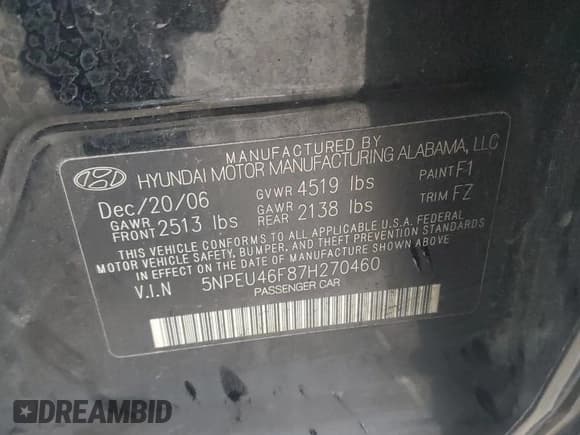 MANUFACTURED BY
HYUNDAI MOTOR MANUFACTURING ALABAMA, LLC
Dec/20/06 GVWR 4519 lbs PAINT F1
GAWR FRONT 2513 lbs GAWR REAR 2138 lbs TRIM FZ
THIS VEHICLE CONFORMS TO ALL APPLICABLE U.S.A. FEDERAL
MOTOR VEHICLE SAFETY, BUMPER, AND THEFT PREVENTION STANDARDS
IN EFFECT ON THE DATE OF MANUFACTURE SHOWN ABOVE.
V.I.N 5NPEU46F87H270460
PASSENGER CAR
DREAMBID